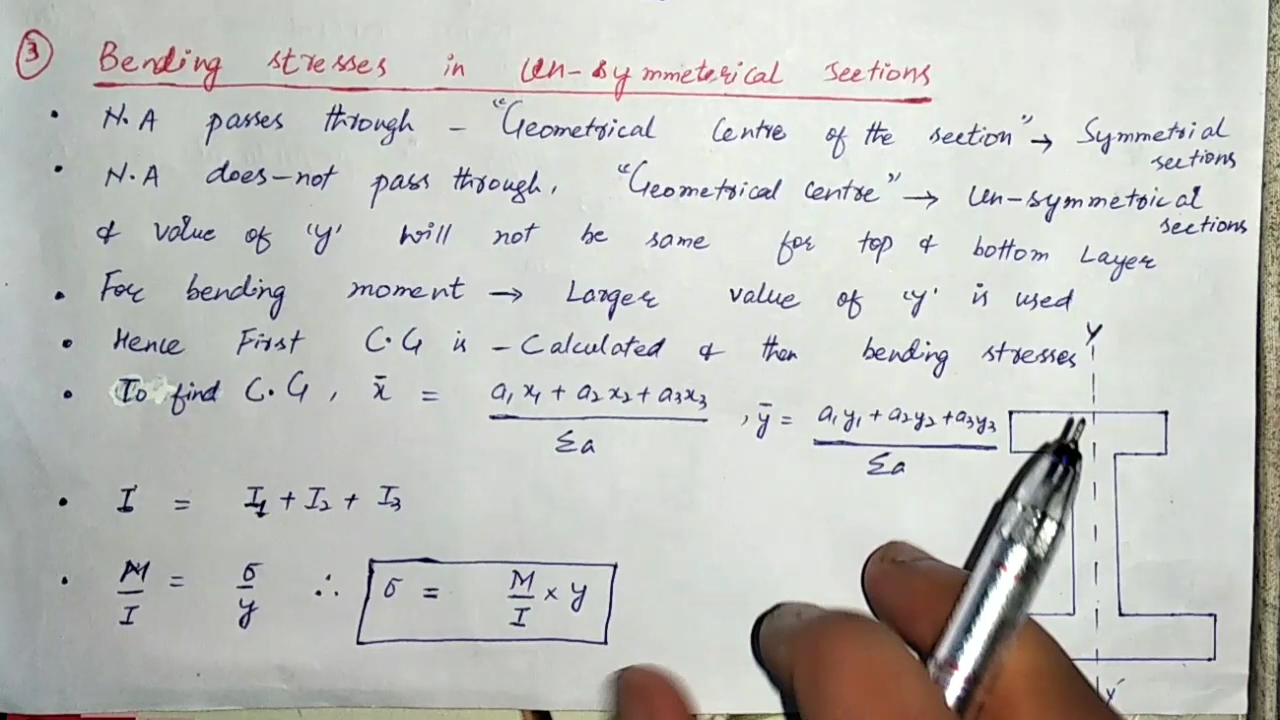 3 Bending stresses in Un-symmeterical sections
• N.A passes through - "Geometrical Centre of the section" → Symmetrial sections
• N.A does-not pass through, "Geometrical centre" → Un-symmetrical sections
& value of 'y' will not be same for top & bottom Layer
• For bending moment → Larger value of 'y' is used
• Hence First C.G is - Calculated & then bending stresses
• To find C.G, x̄ = a₁x₁ + a₂x₂ + a₃x₃ / Σa , ȳ = a₁y₁ + a₂y₂ + a₃y₃ / Σa
• I = I₁ + I₂ + I₃
• M/I = σ/y ∴ σ = M/I × y
Y
Y